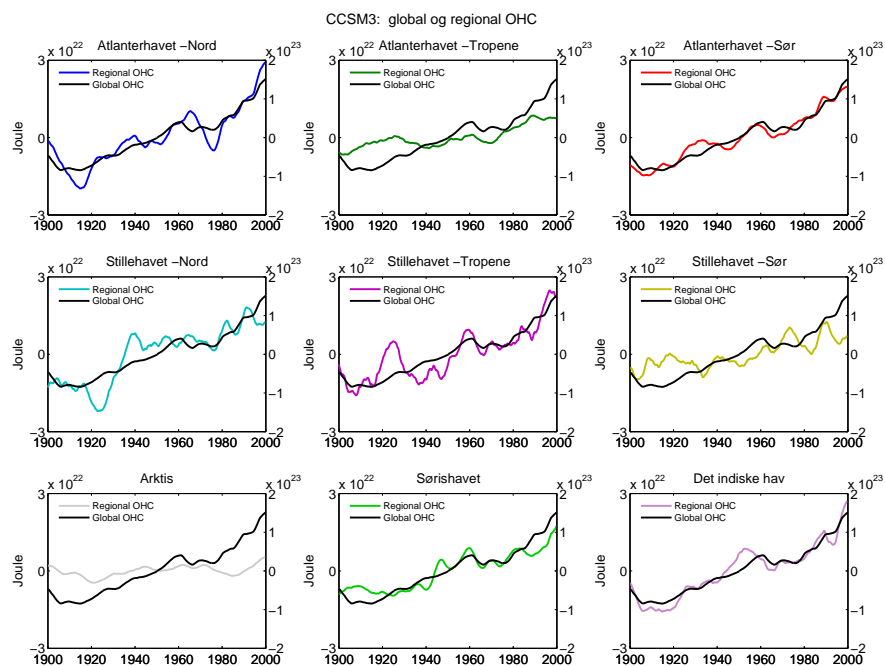 CCSM3: global og regional OHC
Atlanterhavet −Nord
Atlanterhavet −Tropene
Atlanterhavet −Sør
x 10^22
x 10^23
x 10^22
x 10^23
x 10^22
x 10^23
3
0
−3
Joule
2
1
0
−1
−2
Regional OHC
Global OHC
1900 1920 1940 1960 1980 2000
3
0
−3
Joule
2
1
0
−1
−2
Regional OHC
Global OHC
1900 1920 1940 1960 1980 2000
3
0
−3
Joule
2
1
0
−1
−2
Regional OHC
Global OHC
1900 1920 1940 1960 1980 2000
Stillehavet −Nord
Stillehavet −Tropene
Stillehavet −Sør
x 10^22
x 10^23
x 10^22
x 10^23
x 10^22
x 10^23
3
0
−3
Joule
2
1
0
−1
−2
Regional OHC
Global OHC
1900 1920 1940 1960 1980 2000
3
0
−3
Joule
2
1
0
−1
−2
Regional OHC
Global OHC
1900 1920 1940 1960 1980 2000
3
0
−3
Joule
2
1
0
−1
−2
Regional OHC
Global OHC
1900 1920 1940 1960 1980 2000
Arktis
Sørishavet
Det indiske hav
x 10^22
x 10^23
x 10^22
x 10^23
x 10^22
x 10^23
3
0
−3
Joule
2
1
0
−1
−2
Regional OHC
Global OHC
1900 1920 1940 1960 1980 2000
3
0
−3
Joule
2
1
0
−1
−2
Regional OHC
Global OHC
1900 1920 1940 1960 1980 2000
3
0
−3
Joule
2
1
0
−1
−2
Regional OHC
Global OHC
1900 1920 1940 1960 1980 2000